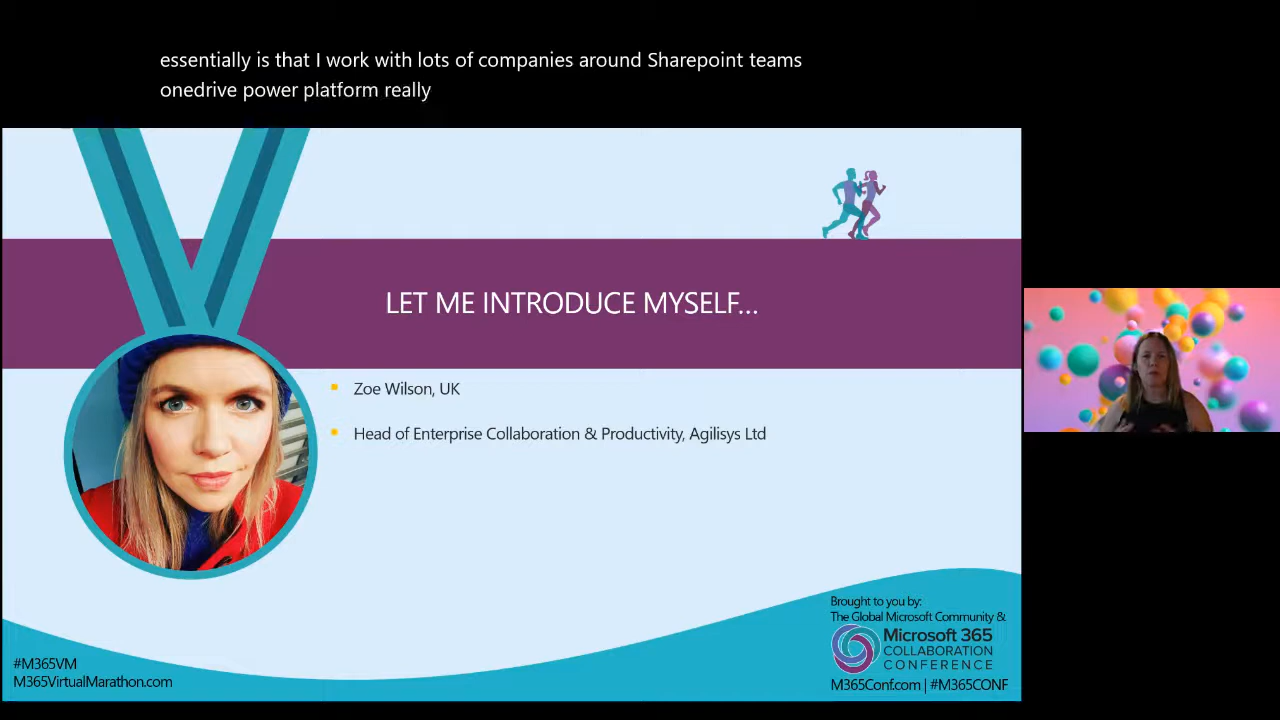 essentially is that I work with lots of companies around Sharepoint teams
onedrive power platform really
LET ME INTRODUCE MYSELF...
Zoe Wilson, UK
Head of Enterprise Collaboration & Productivity, Agilisys Ltd
Brought to you by:
The Global Microsoft Community &
Microsoft 365
COLLABORATION
CONFERENCE
M365Conf.com | #M365CONF
#M365VM
M365VirtualMarathon.com